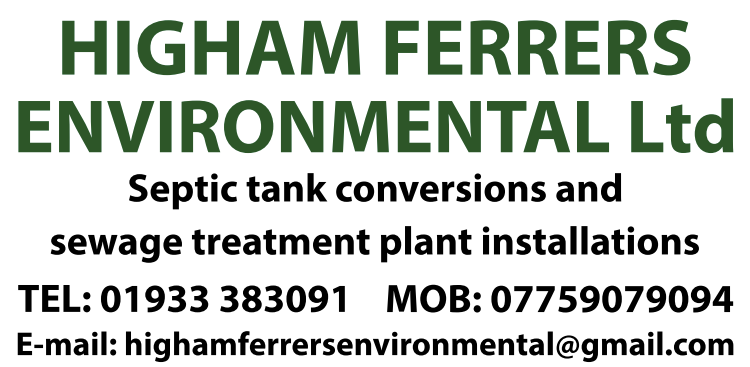 HIGHAM FERRERS
ENVIRONMENTAL Ltd
Septic tank conversions and
sewage treatment plant installations
TEL: 01933 383091 MOB: 07759079094
E-mail: highamferrersenvironmental@gmail.com